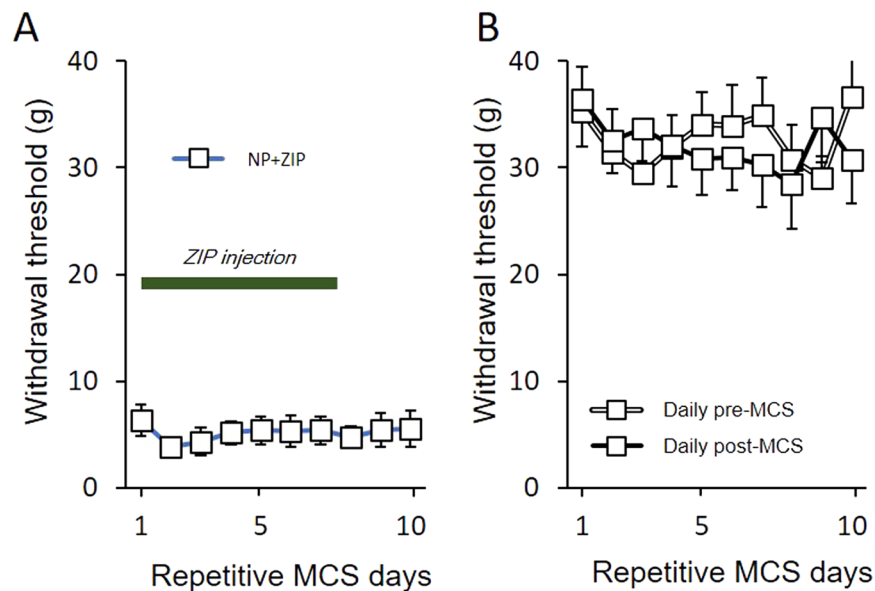 A
Withdrawal threshold (g)
40
30
20
10
0
NP+ZIP
ZIP injection
1
5
10
Repetitive MCS days
B
Withdrawal threshold (g)
40
30
20
10
0
Daily pre-MCS
Daily post-MCS
1
5
10
Repetitive MCS days